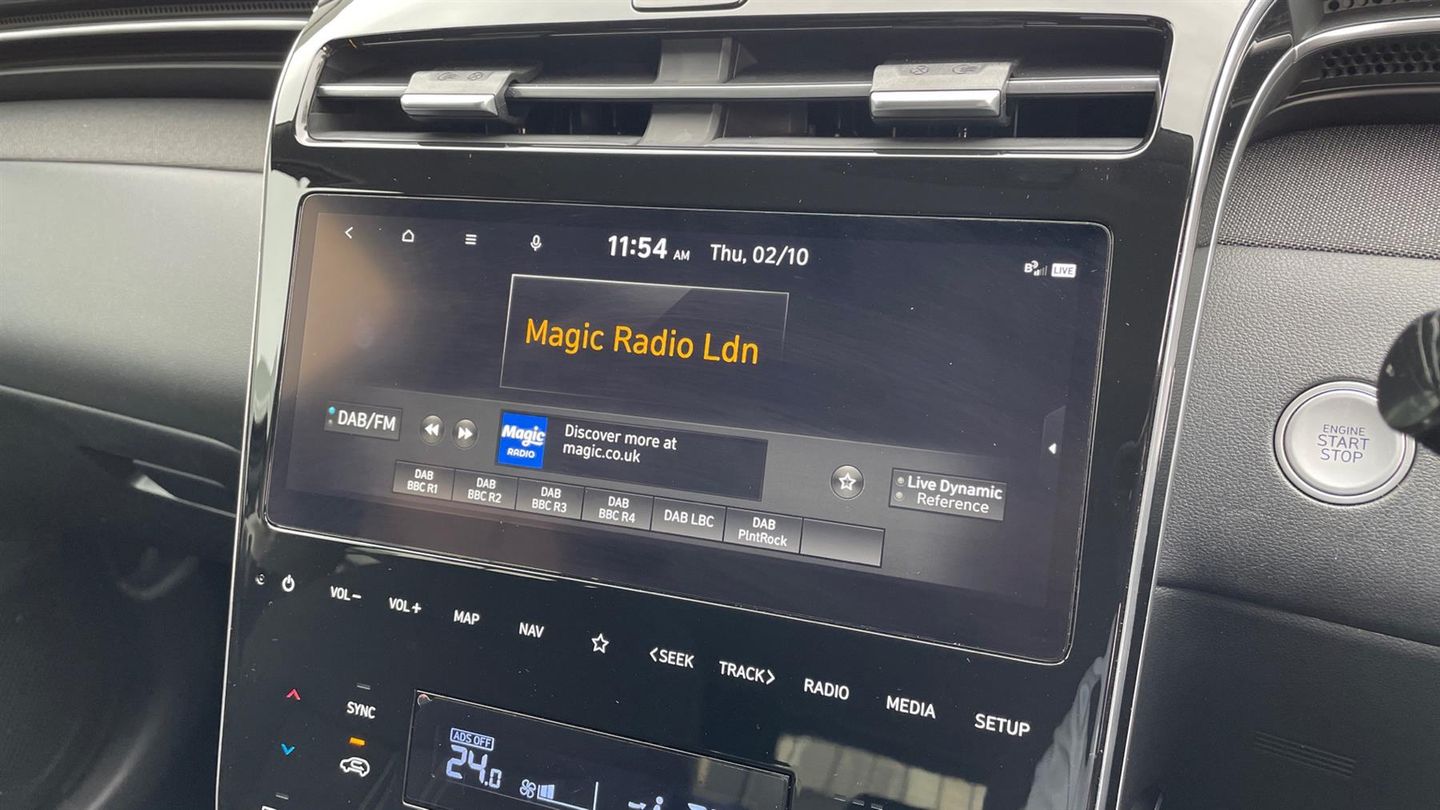 11:54 AM Thu, 02/10
LIVE
Magic Radio Ldn
DAB/FM
Magic
RADIO
Discover more at
magic.co.uk
Live Dynamic
Reference
DAB
BBC R1
DAB
BBC R2
DAB
BBC R3
DAB
BBC R4
DAB LBC
DAB
PlntRock
ENGINE
START
STOP
VOL- VOL+ MAP NAV <SEEK TRACK> RADIO MEDIA SETUP
SYNC
ADS OFF
24.0